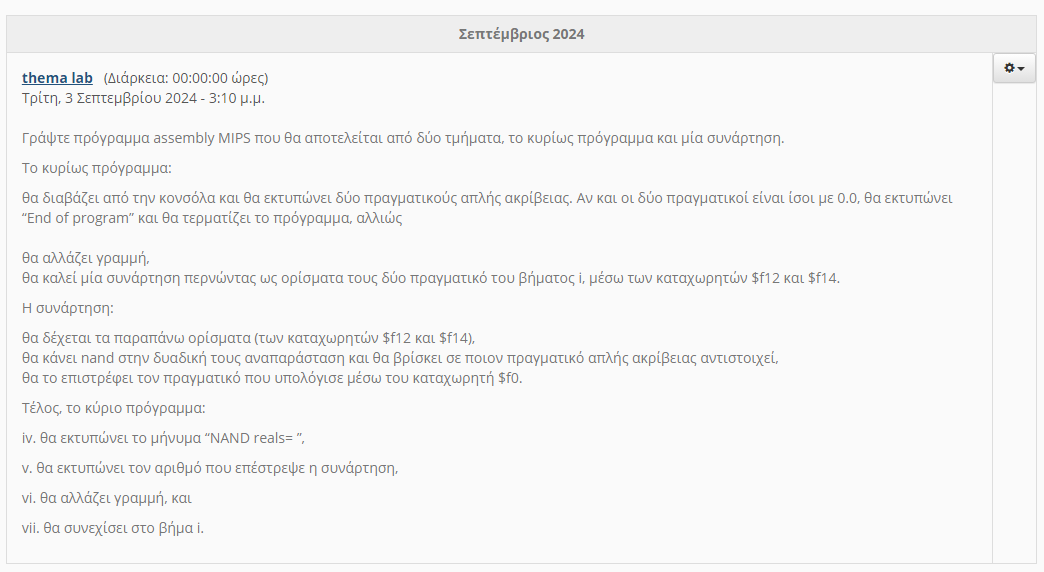 Σεπτέμβριος 2024
thema lab (Διάρκεια: 00:00:00 ώρες)
Τρίτη, 3 Σεπτεμβρίου 2024 - 3:10 μ.μ.
Γράψτε πρόγραμμα assembly MIPS που θα αποτελείται από δύο τμήματα, το κυρίως πρόγραμμα και μία συνάρτηση.
Το κυρίως πρόγραμμα:
θα διαβάζει από την κονσόλα και θα εκτυπώνει δύο πραγματικούς απλής ακρίβειας. Αν και οι δύο πραγματικοί είναι ίσοι με 0.0, θα εκτυπώνει
“End of program” και θα τερματίζει το πρόγραμμα, αλλιώς
θα αλλάζει γραμμή,
θα καλεί μία συνάρτηση περνώντας ως ορίσματα τους δύο πραγματικό του βήματος i, μέσω των καταχωρητών $f12 και $f14.
Η συνάρτηση:
θα δέχεται τα παραπάνω ορίσματα (των καταχωρητών $f12 και $f14),
θα κάνει nand στην δυαδική τους αναπαράσταση και θα βρίσκει σε ποιον πραγματικό απλής ακρίβειας αντιστοιχεί,
θα το επιστρέφει τον πραγματικό που υπολόγισε μέσω του καταχωρητή $f0.
Τέλος, το κύριο πρόγραμμα:
iv. θα εκτυπώνει το μήνυμα “NAND reals= ”,
v. θα εκτυπώνει τον αριθμό που επέστρεψε η συνάρτηση,
vi. θα αλλάζει γραμμή, και
vii. θα συνεχίσει στο βήμα i.